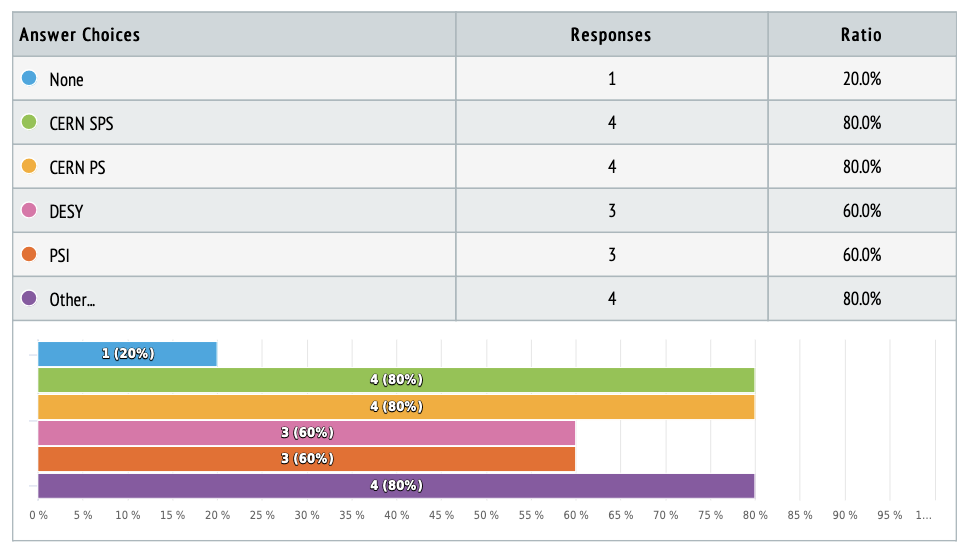 Answer Choices Responses Ratio
None 1 20.0%
CERN SPS 4 80.0%
CERN PS 4 80.0%
DESY 3 60.0%
PSI 3 60.0%
Other... 4 80.0%
1 (20%)
4 (80%)
4 (80%)
3 (60%)
3 (60%)
4 (80%)
0 % 5 % 10 % 15 % 20 % 25 % 30 % 35 % 40 % 45 % 50 % 55 % 60 % 65 % 70 % 75 % 80 % 85 % 90 % 95 % 1...